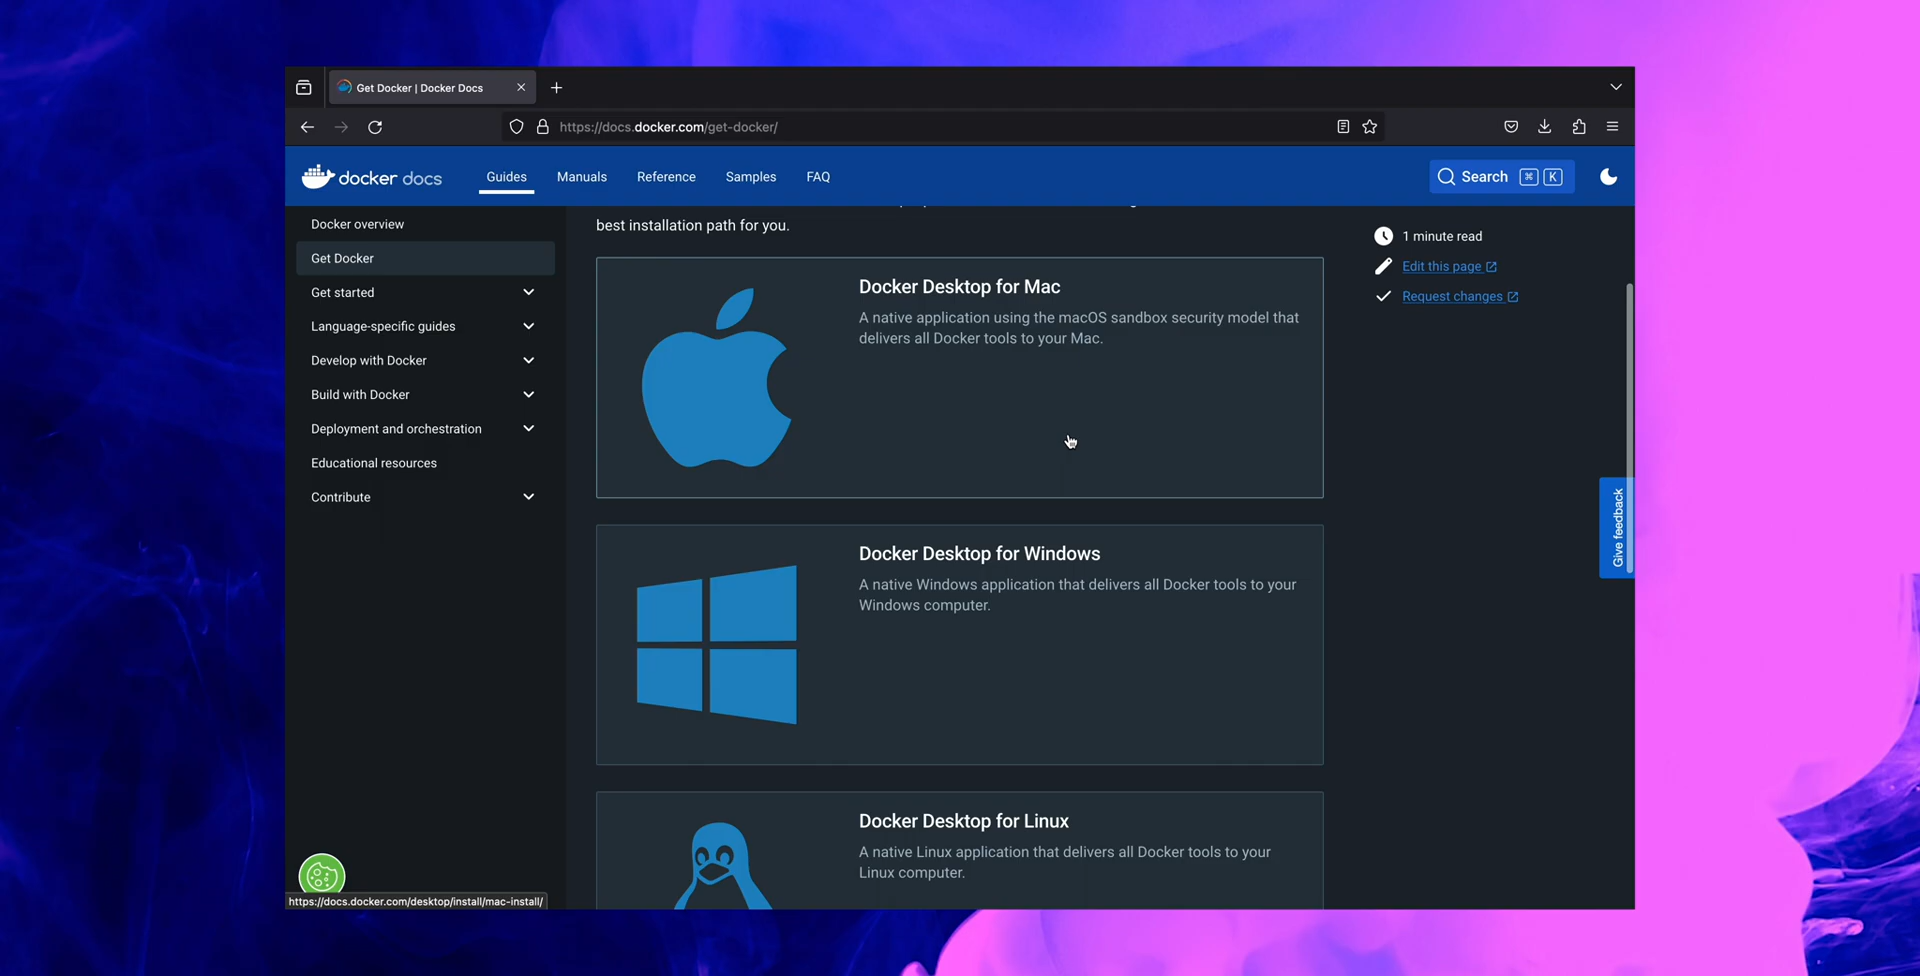 Get Docker | Docker Docs
https://docs.docker.com/get-docker/
docker docs
Guides
Manuals
Reference
Samples
FAQ
Search ⌘ K
Docker overview
Get Docker
Get started
Language-specific guides
Develop with Docker
Build with Docker
Deployment and orchestration
Educational resources
Contribute
best installation path for you.
Docker Desktop for Mac
A native application using the macOS sandbox security model that
delivers all Docker tools to your Mac.
Docker Desktop for Windows
A native Windows application that delivers all Docker tools to your
Windows computer.
Docker Desktop for Linux
A native Linux application that delivers all Docker tools to your
Linux computer.
1 minute read
Edit this page
Request changes
Give feedback
https://docs.docker.com/desktop/install/mac-install/